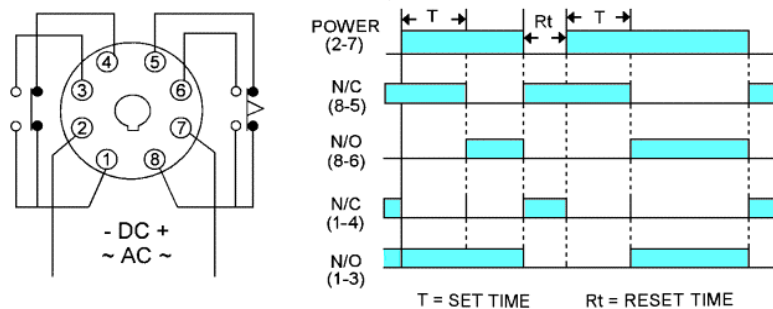 4 5
3 6
2 7
1 8
- DC +
~ AC ~
T Rt T
POWER
(2-7)
N/C
(8-5)
N/O
(8-6)
N/C
(1-4)
N/O
(1-3)
T = SET TIME Rt = RESET TIME